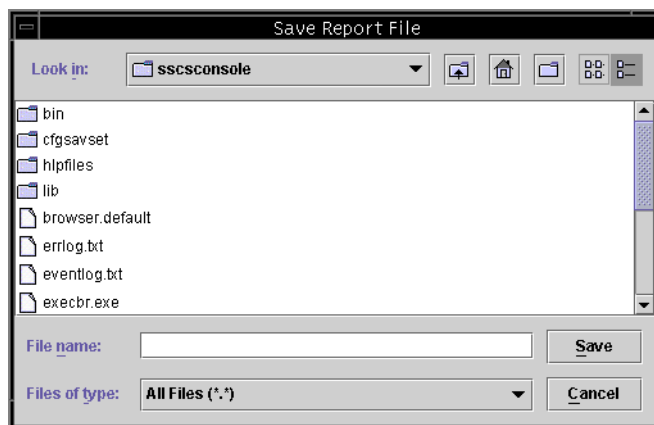 Save Report File
Look in: sscsconsole
bin
cfgsavset
hlpfiles
lib
browser.default
errlog.txt
eventlog.txt
execbr.exe
File name: Save
Files of type: All Files (*.*) Cancel